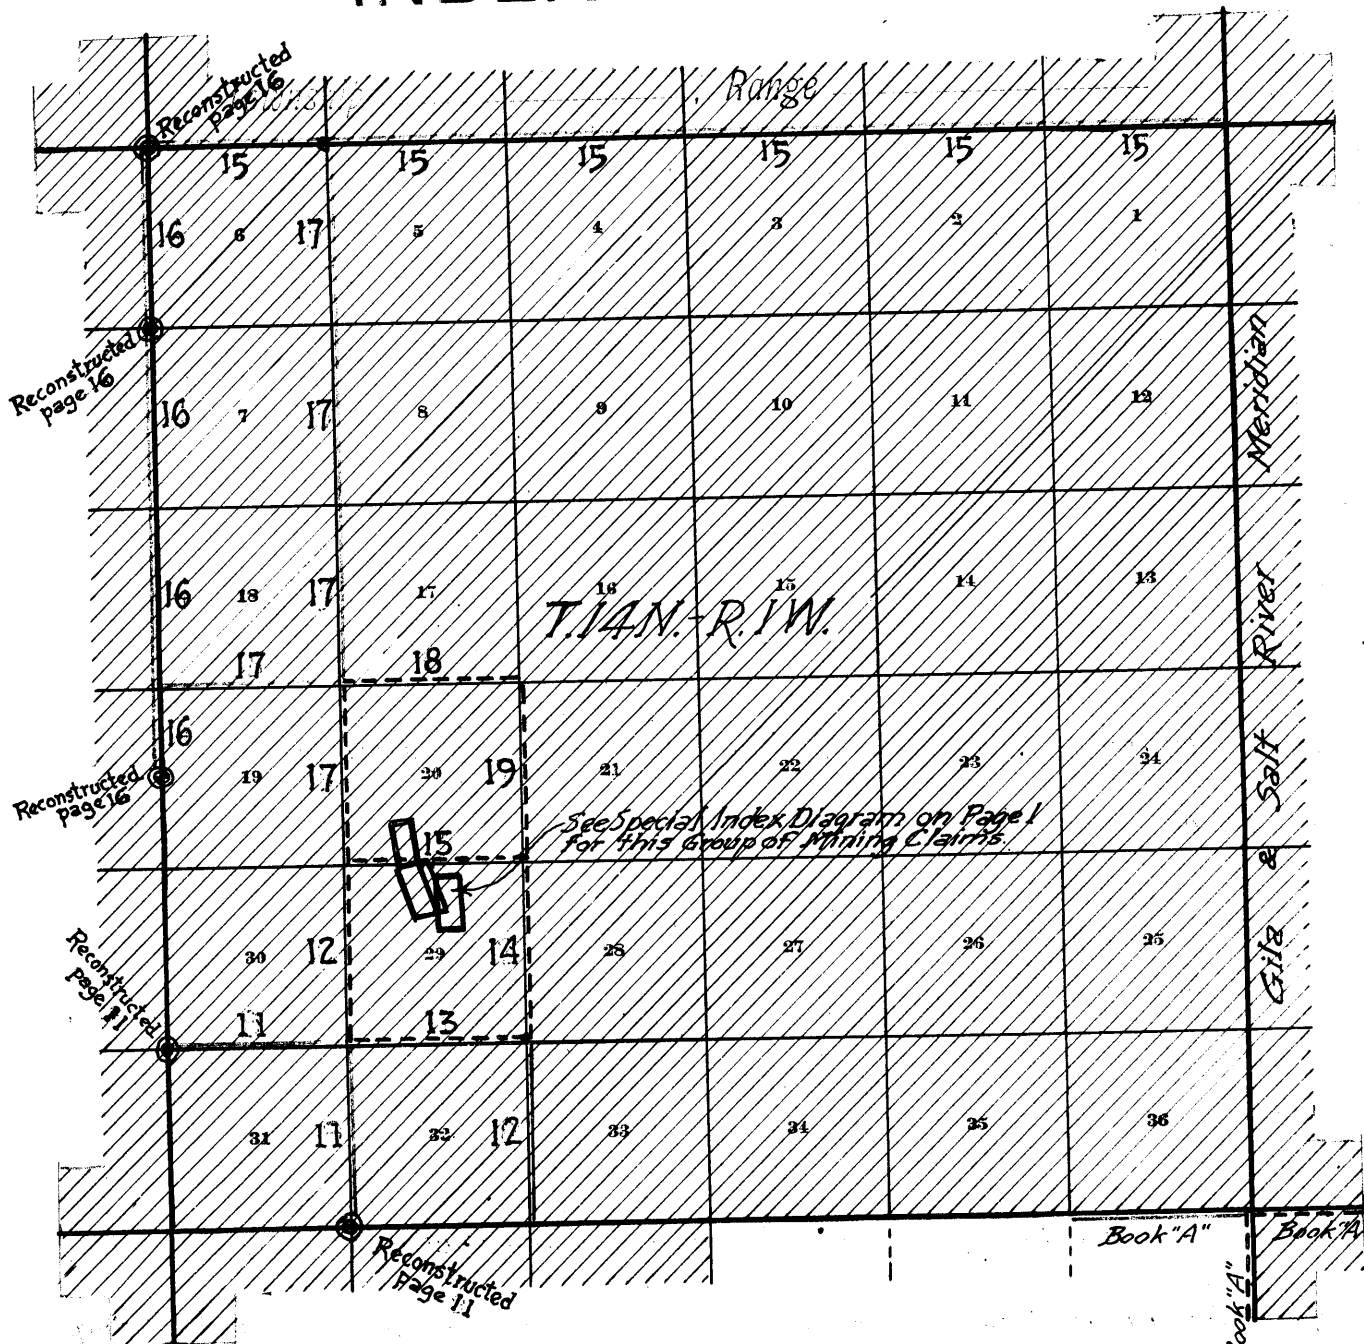 Reconstructed
page 16
Range
15 15 15 15 15 15
16 6 17 5 4 3 2 1
Reconstructed
page 16
16 7 17 8 9 10 11 12
Meridian
16 18 17 17 16 15 14 13
T.14N.-R.1W.
River
17 18
16
Reconstructed
page 16
19 17 20 19 21 22 23 24
Salt
See Special Index Diagram on Page 1
for this Group of Mining Claims.
15
&
Reconstructed
page 11
30 12 29 14 28 27 26 25
Gila
11 13
31 11 32 12 33 34 35 36
Reconstructed
Page 11
Book "A" Book "A
Book "A"